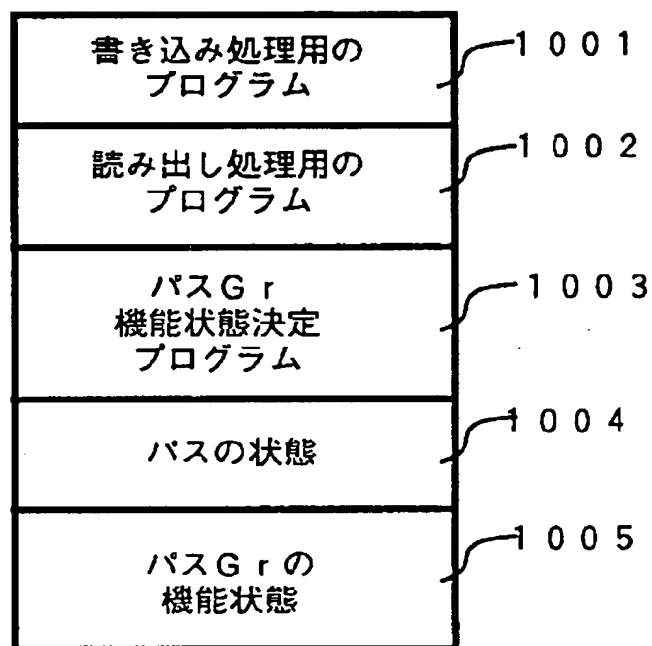 書き込み処理用の
プログラム
1001
読み出し処理用の
プログラム
1002
パスGr
機能状態決定
プログラム
1003
パスの状態
1004
パスGrの
機能状態
1005